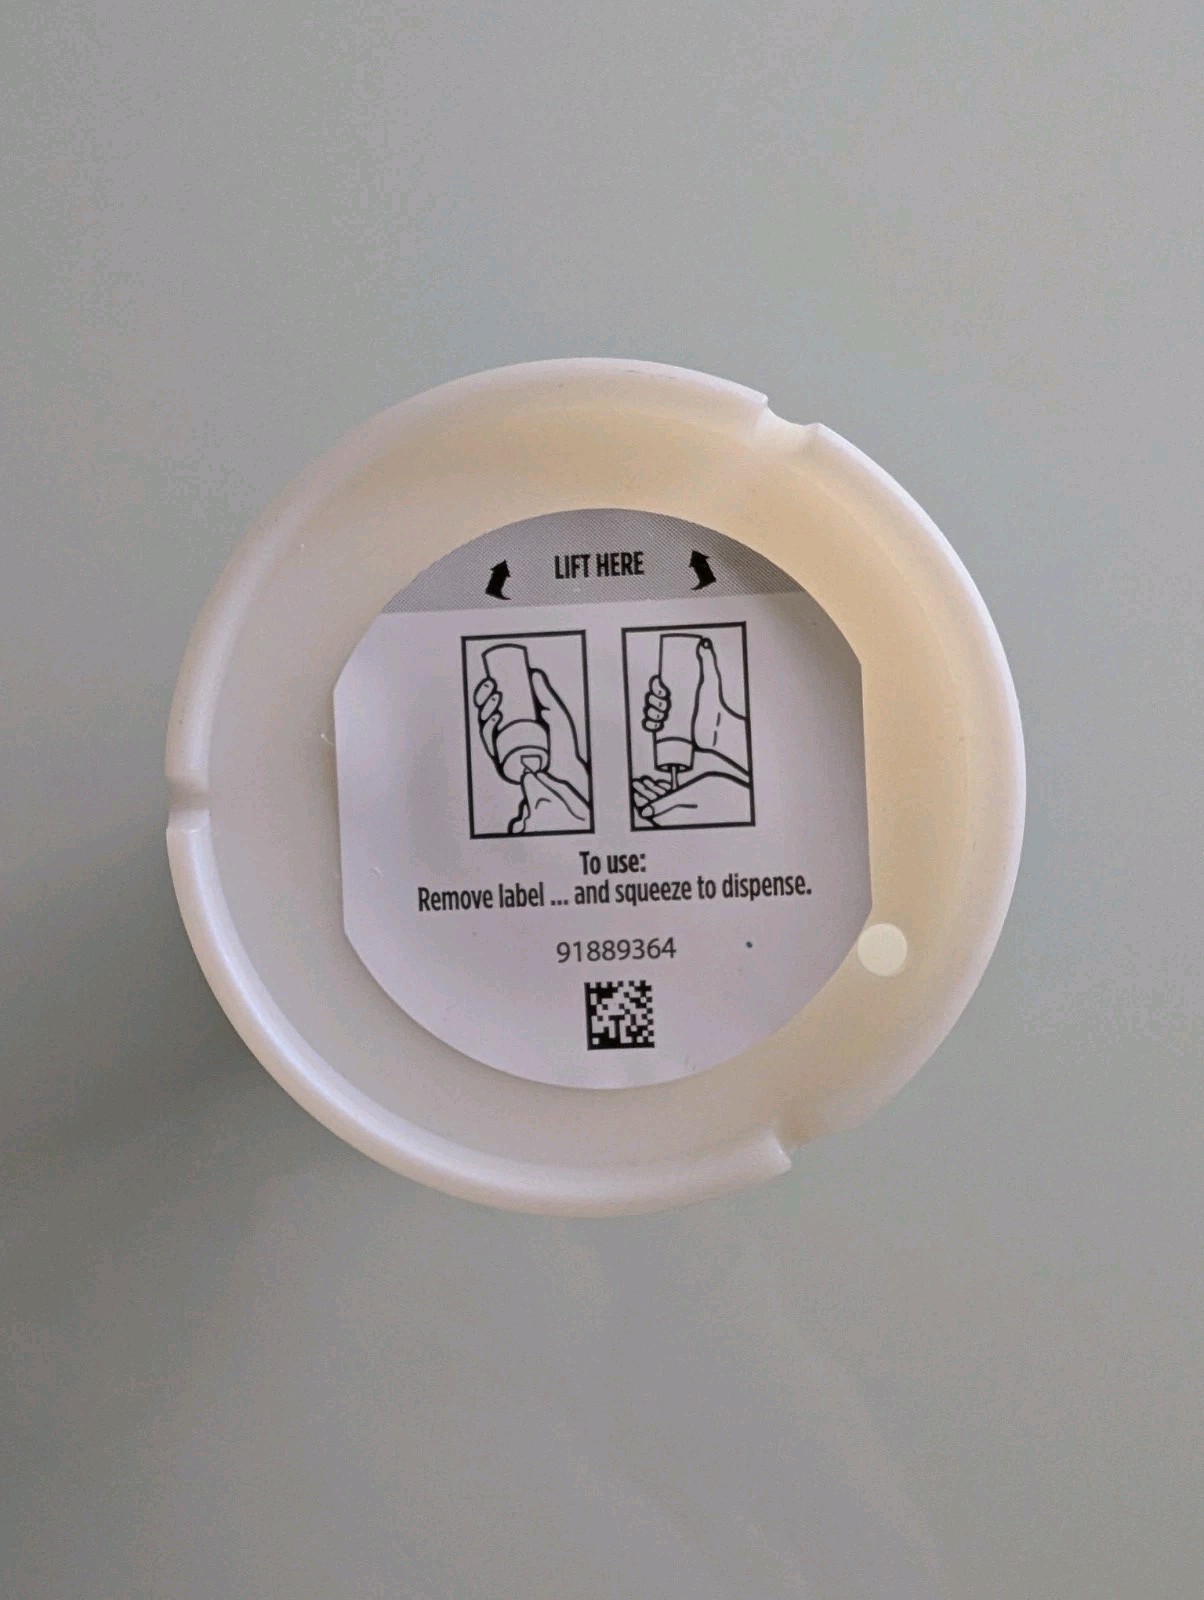 LIFT HERE
To use:
Remove label ... and squeeze to dispense.
91889364